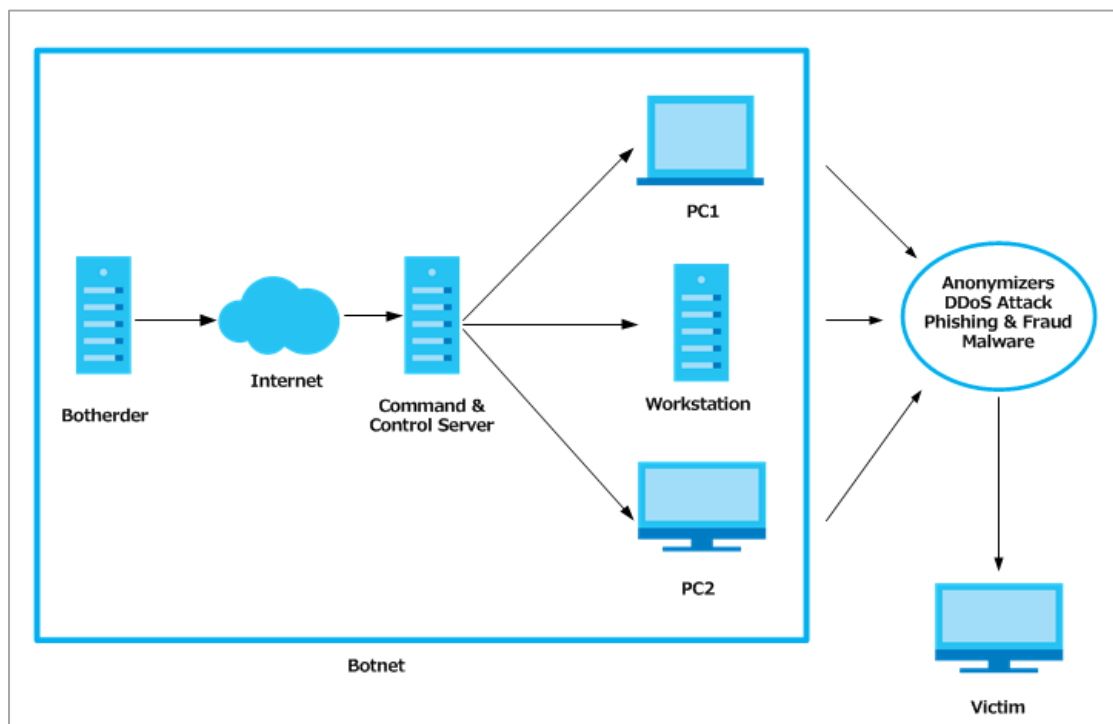 PC1
Anonymizers
DDoS Attack
Phishing & Fraud
Malware
Internet
Botherder
Command &
Control Server
Workstation
PC2
Botnet
Victim